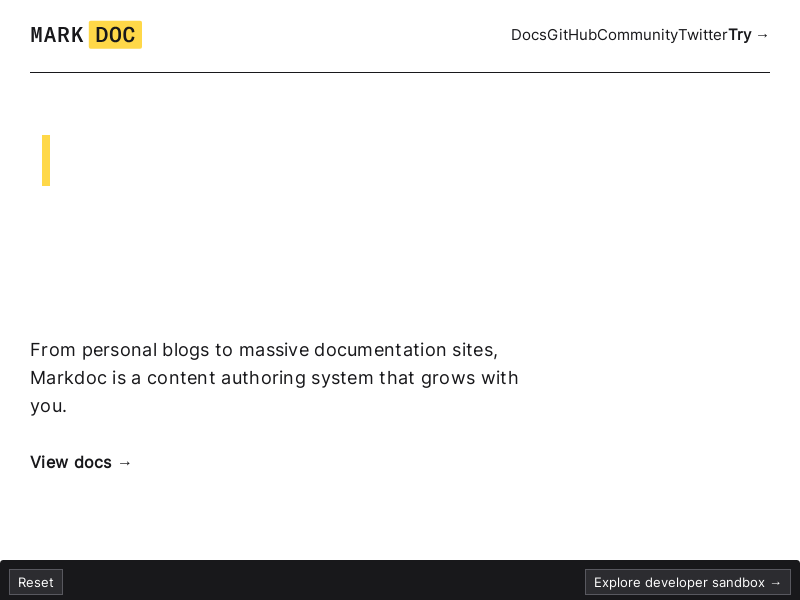 MARK DOC
DocsGitHubCommunityTwitterTry →
From personal blogs to massive documentation sites,
Markdoc is a content authoring system that grows with
you.
View docs →
Reset
Explore developer sandbox →